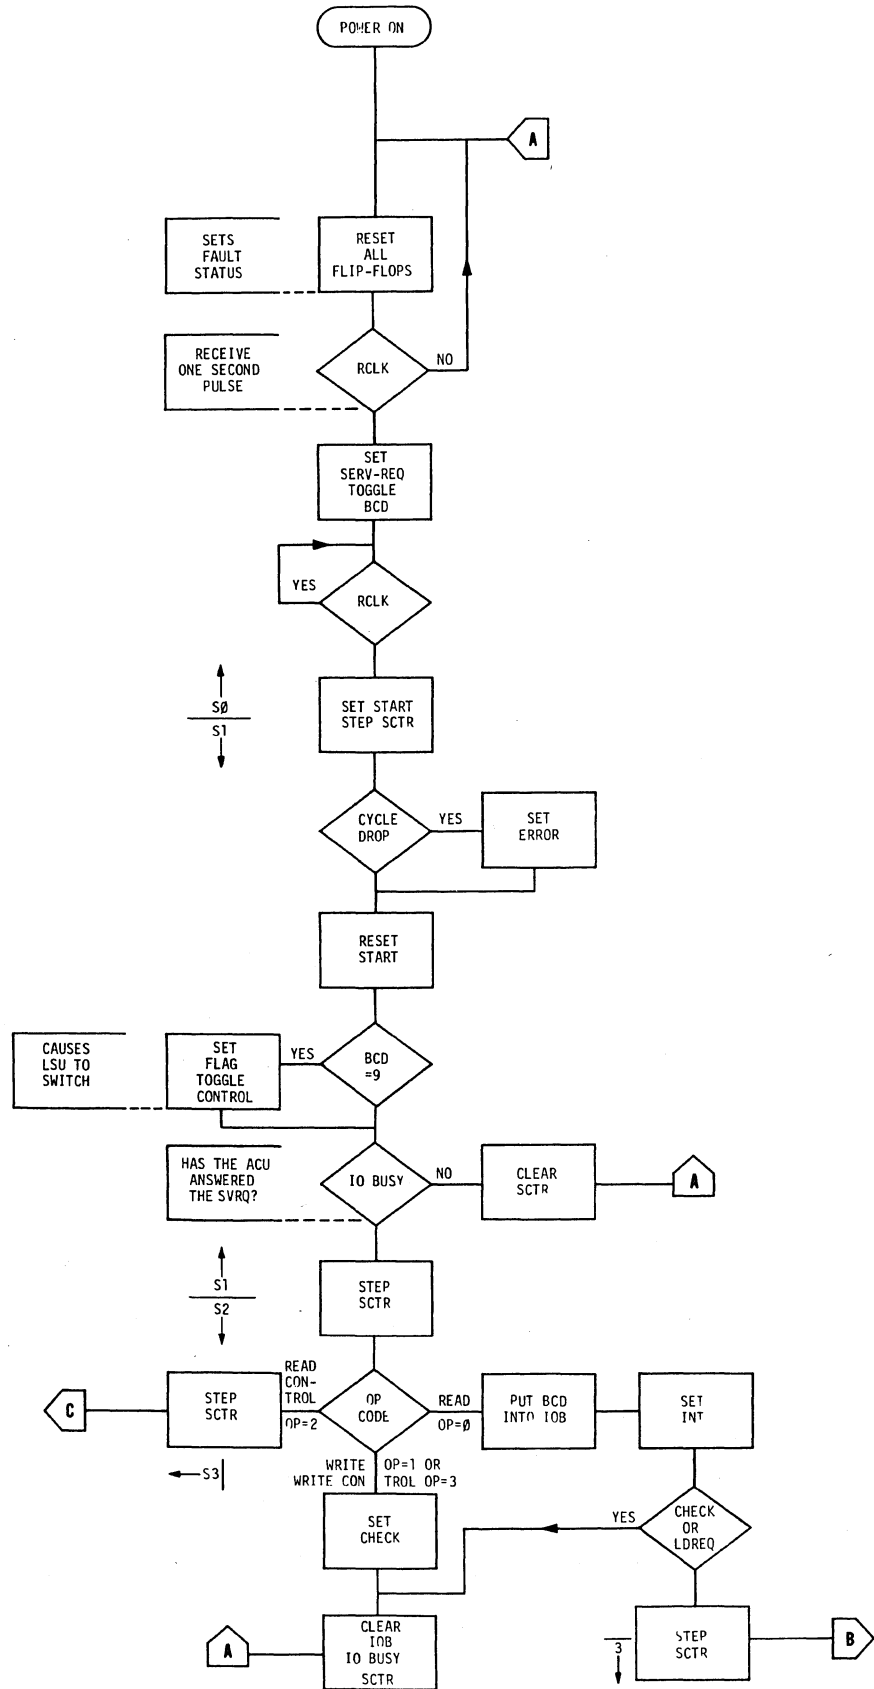 POWER ON
A
SETS
FAULT
STATUS
RESET
ALL
FLIP-FLOPS
RECEIVE
ONE SECOND
PULSE
RCLK
NO
SET
SERV-REQ
TOGGLE
BCD
YES
RCLK
SØ
S1
SET START
STEP SCTR
CYCLE
DROP
YES
SET
ERROR
RESET
START
CAUSES
LSU TO
SWITCH
SET
FLAG
TOGGLE
CONTROL
YES
BCD
=9
HAS THE ACU
ANSWERED
THE SVRQ?
IO BUSY
NO
CLEAR
SCTR
A
S1
S2
STEP
SCTR
C
STEP
SCTR
READ
CON-
TROL
OP=2
OP
CODE
READ
OP=Ø
PUT BCD
INTO IOB
SET
INT
S3
WRITE OP=1 OR
WRITE CON TROL OP=3
SET
CHECK
YES
CHECK
OR
LDREQ
A
CLEAR
IOB
IO BUSY
SCTR
3
STEP
SCTR
B